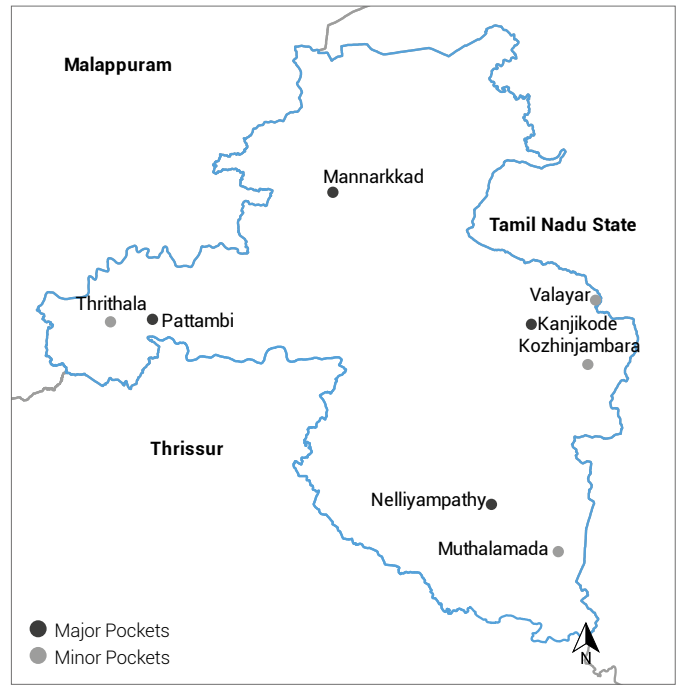 Malappuram
Mannarkkad
Tamil Nadu State
Valayar
Thrithala
Pattambi
Kanjikode
Kozhinjambara
Thrissur
Nelliyampathy
Muthalamada
Major Pockets
Minor Pockets
N